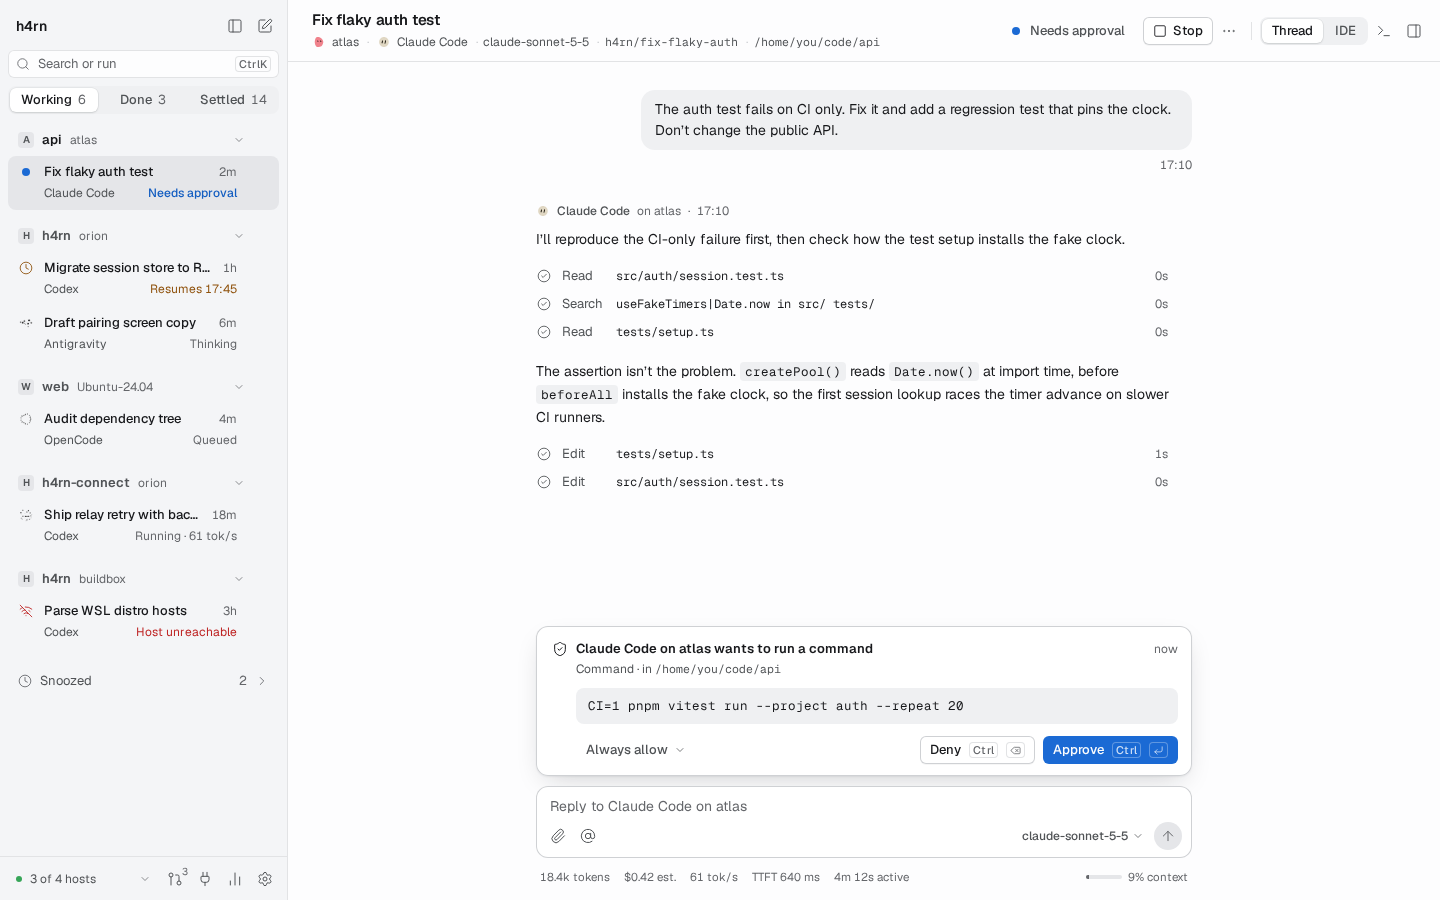 h4rn
Search or run CtrlK
Working 6 Done 3 Settled 14
A api atlas
Fix flaky auth test 2m
Claude Code Needs approval
H h4rn orion
Migrate session store to R... 1h
Codex Resumes 17:45
Draft pairing screen copy 6m
Antigravity Thinking
W web Ubuntu-24.04
Audit dependency tree 4m
OpenCode Queued
H h4rn-connect orion
Ship relay retry with bac... 18m
Codex Running · 61 tok/s
H h4rn buildbox
Parse WSL distro hosts 3h
Codex Host unreachable
Snoozed 2
3 of 4 hosts 3
Fix flaky auth test
atlas · Claude Code · claude-sonnet-5-5 · h4rn/fix-flaky-auth · /home/you/code/api
Needs approval Stop Thread IDE
The auth test fails on CI only. Fix it and add a regression test that pins the clock.
Don’t change the public API.
17:10
Claude Code on atlas · 17:10
I’ll reproduce the CI-only failure first, then check how the test setup installs the fake clock.
Read src/auth/session.test.ts 0s
Search useFakeTimers|Date.now in src/ tests/ 0s
Read tests/setup.ts 0s
The assertion isn’t the problem. createPool() reads Date.now() at import time, before
beforeAll installs the fake clock, so the first session lookup races the timer advance on slower
CI runners.
Edit tests/setup.ts 1s
Edit src/auth/session.test.ts 0s
Claude Code on atlas wants to run a command now
Command · in /home/you/code/api
CI=1 pnpm vitest run --project auth --repeat 20
Always allow Deny Ctrl Approve Ctrl
Reply to Claude Code on atlas
claude-sonnet-5-5
18.4k tokens $0.42 est. 61 tok/s TTFT 640 ms 4m 12s active 9% context